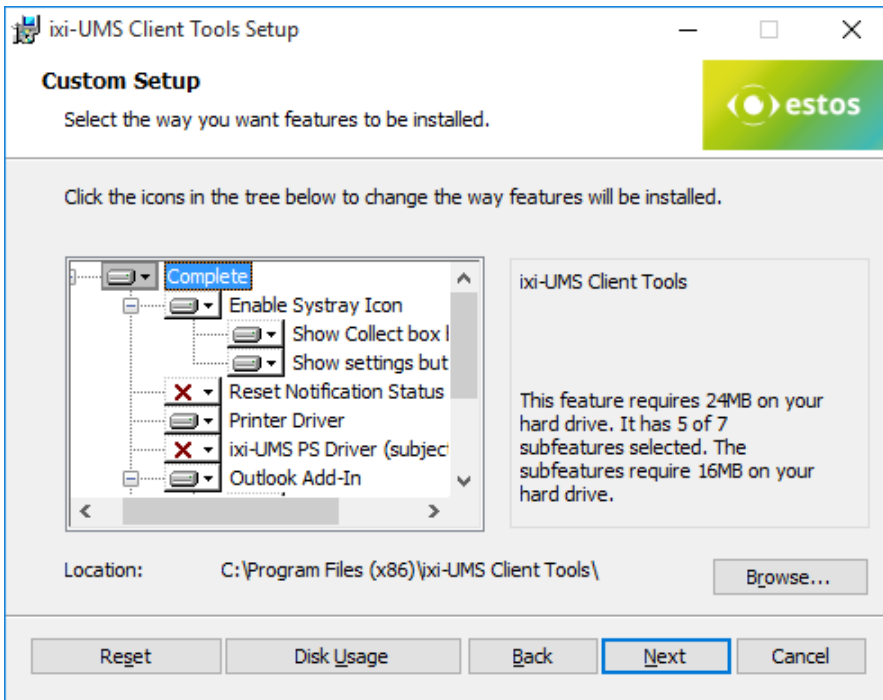 ixi-UMS Client Tools Setup
Custom Setup
Select the way you want features to be installed.
estos
Click the icons in the tree below to change the way features will be installed.
Complete
Enable Systray Icon
Show Collect box
Show settings but
Reset Notification Status
Printer Driver
ixi-UMS PS Driver (subject
Outlook Add-In
ixi-UMS Client Tools
This feature requires 24MB on your
hard drive. It has 5 of 7
subfeatures selected. The
subfeatures require 16MB on your
hard drive.
Location: C:\Program Files (x86)\ixi-UMS Client Tools\
Browse...
Reset Disk Usage Back Next Cancel